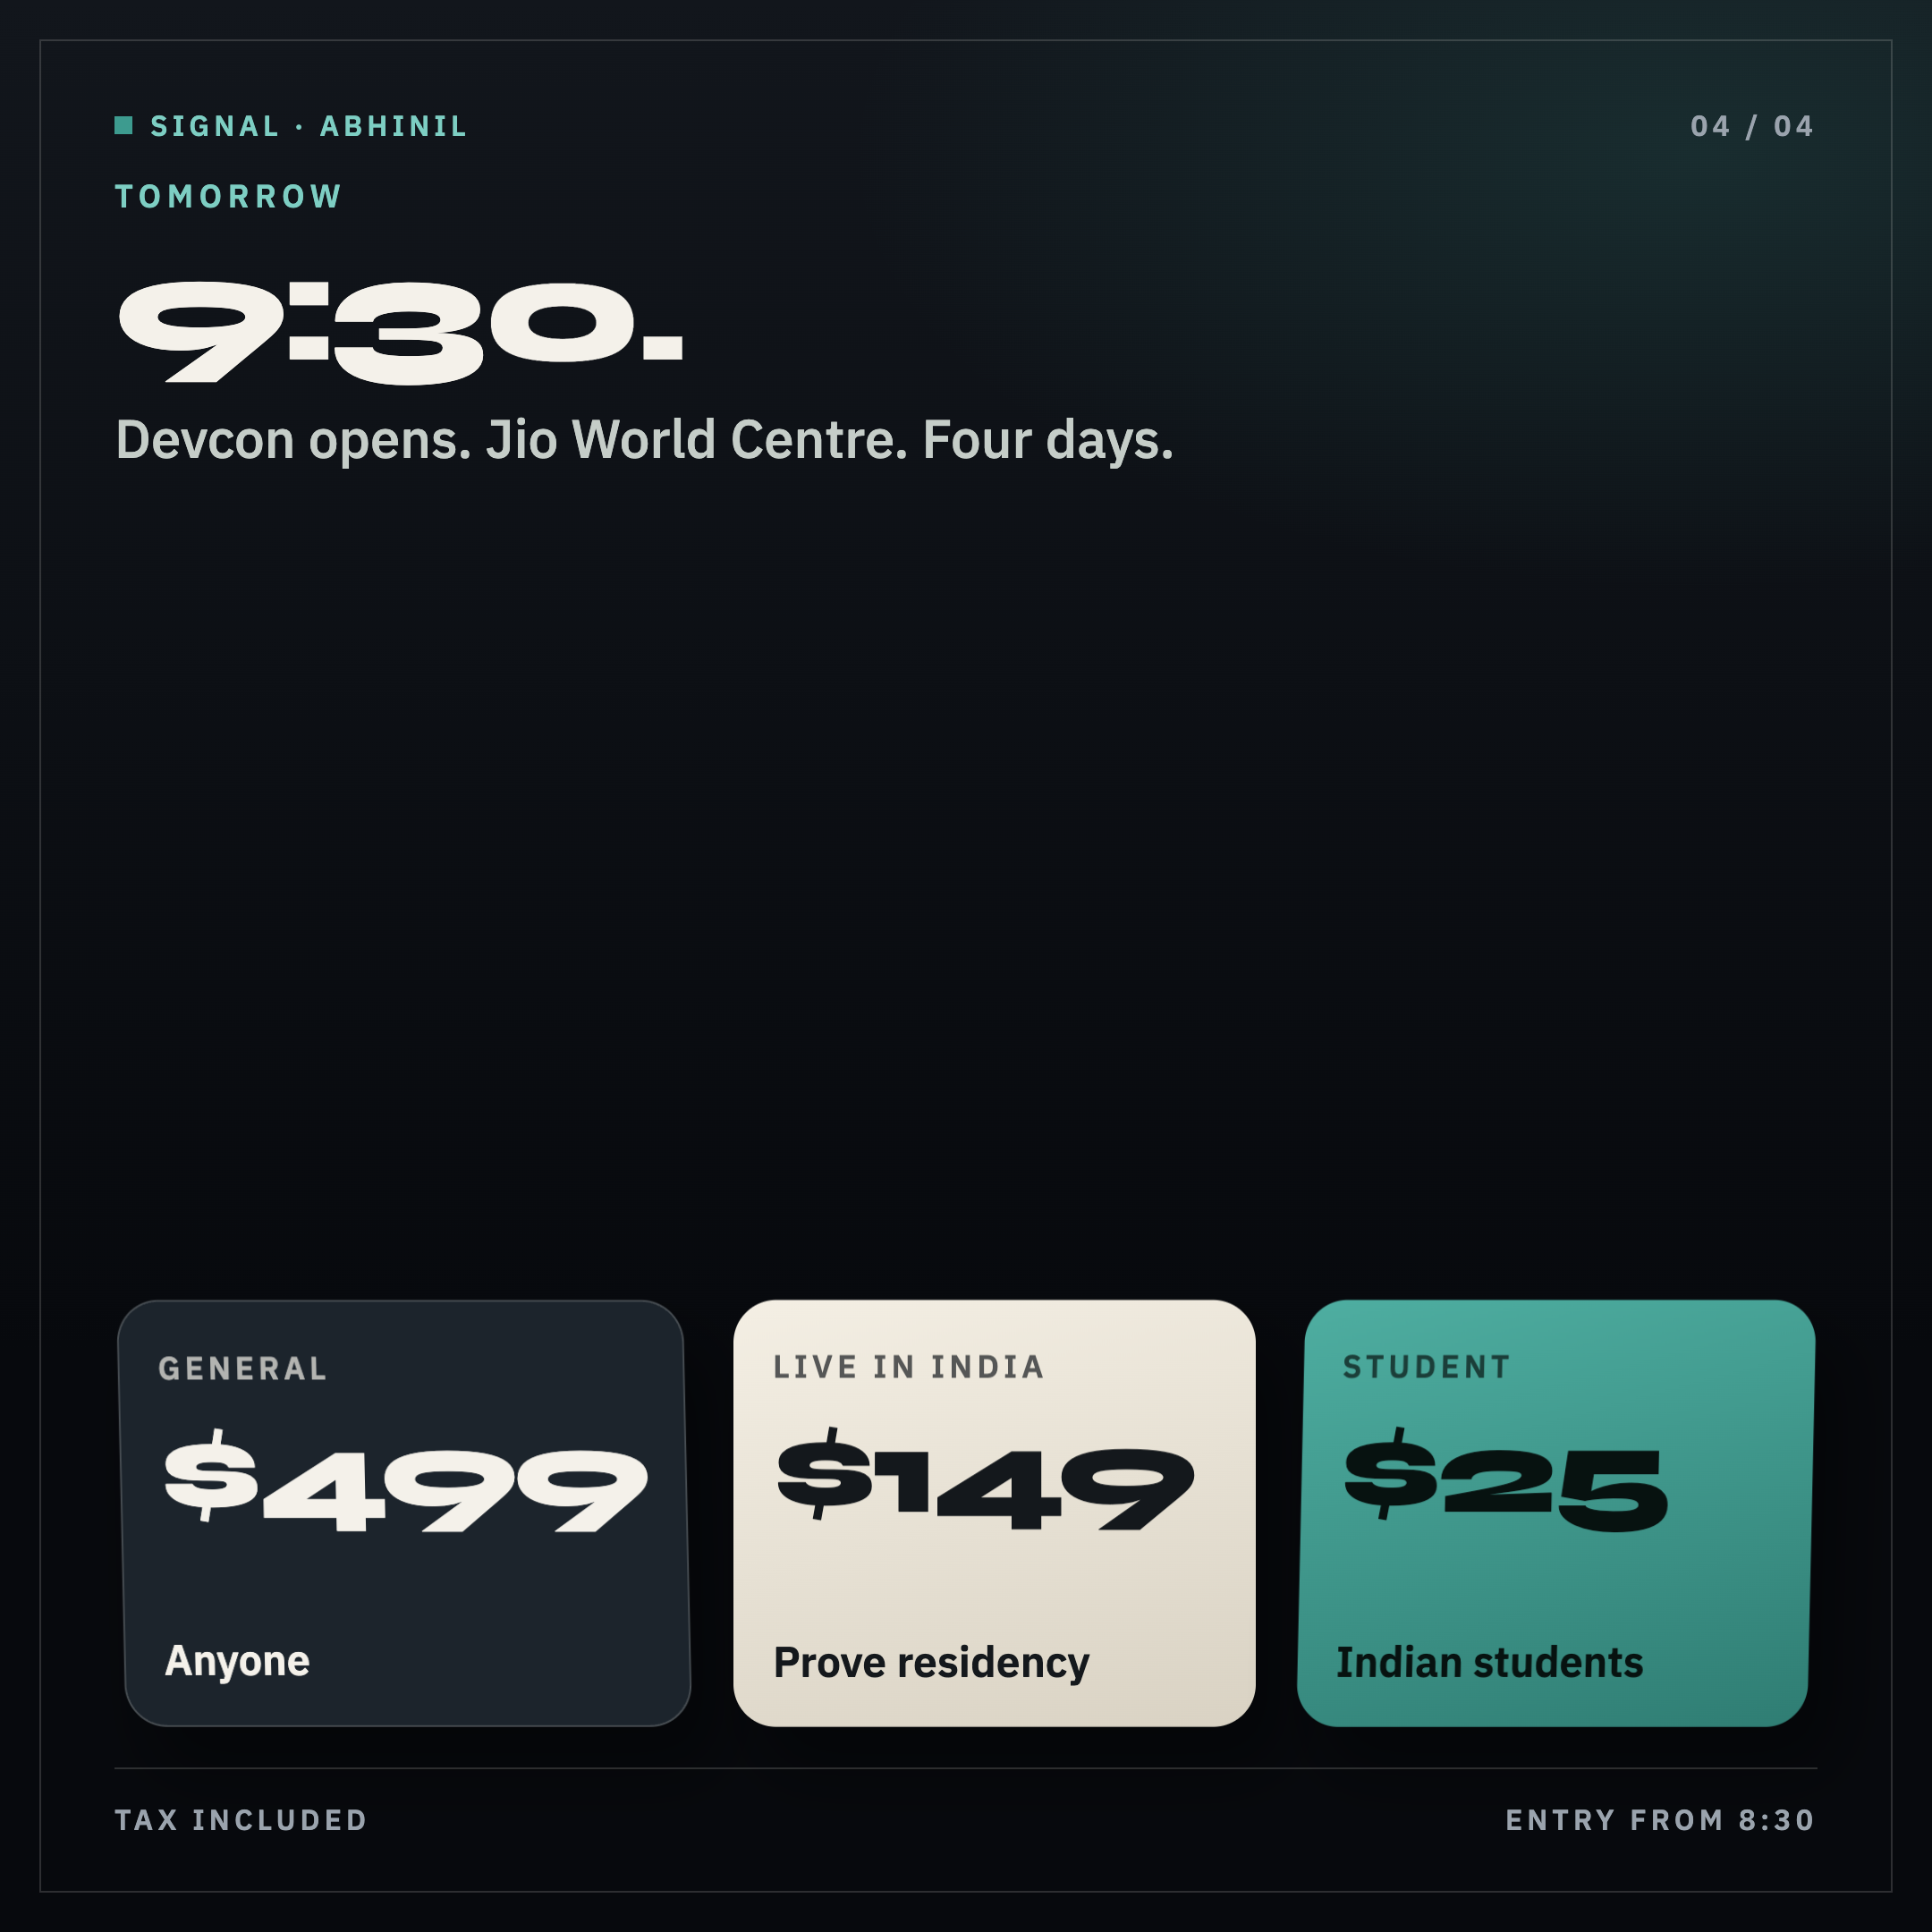 SIGNAL · ABHINIL
04 / 04
TOMORROW
9:30.
Devcon opens. Jio World Centre. Four days.
GENERAL
$499
Anyone
LIVE IN INDIA
$149
Prove residency
STUDENT
$25
Indian students
TAX INCLUDED
ENTRY FROM 8:30